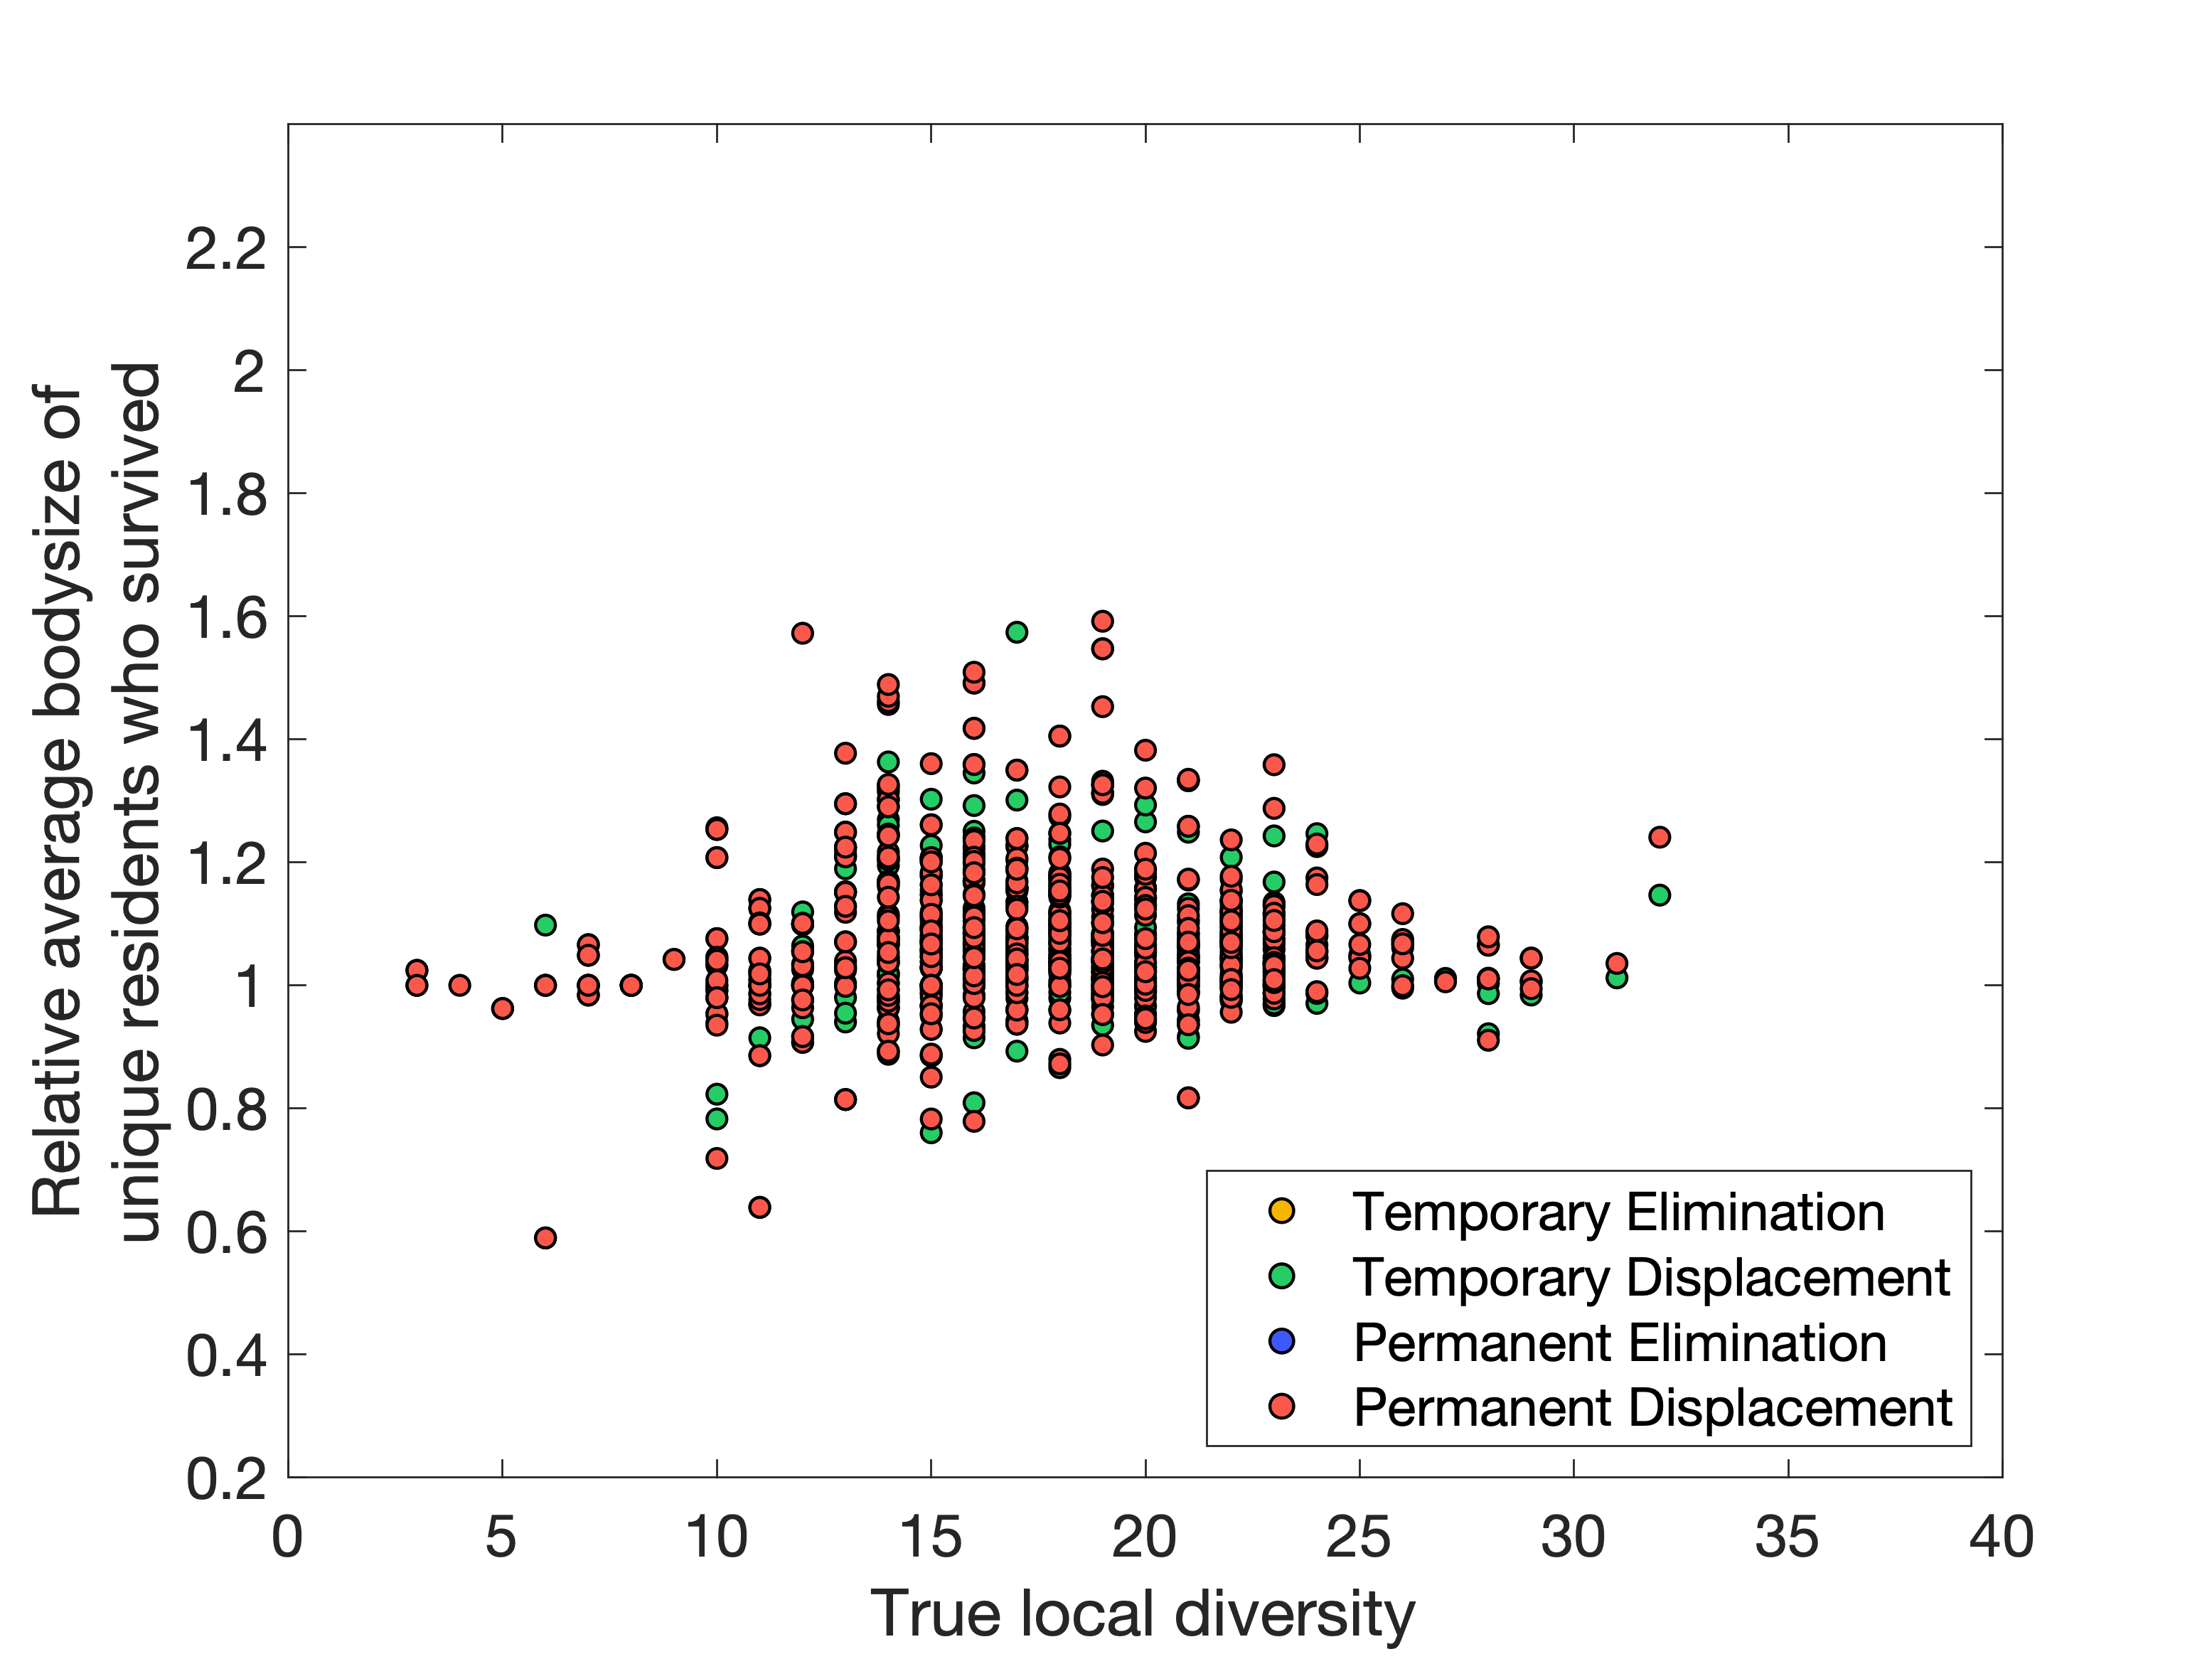 Relative average bodysize of
unique residents who survived
2.2
2
1.8
1.6
1.4
1.2
1
0.8
0.6
0.4
0.2
0 5 10 15 20 25 30 35 40
True local diversity
Temporary Elimination
Temporary Displacement
Permanent Elimination
Permanent Displacement